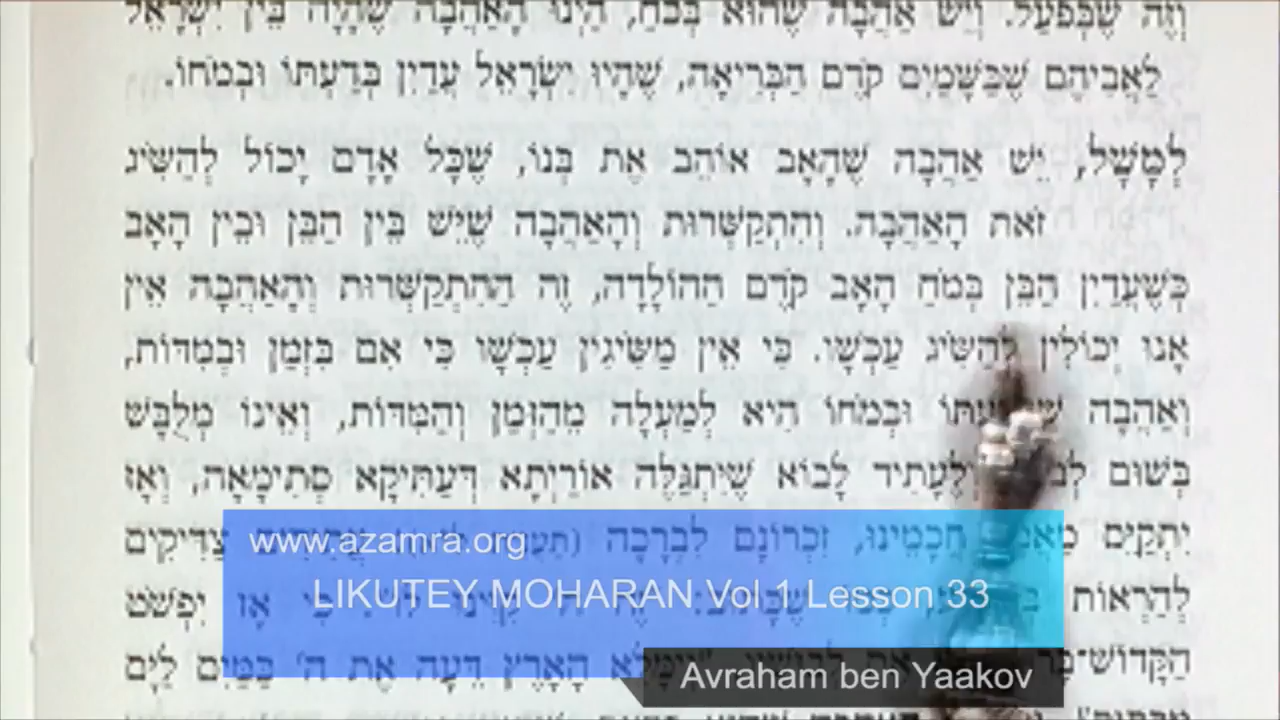 וְזֶה שֶׁבְּפֹעַל. וְיֵשׁ אַהֲבָה שֶׁהוּא בְּכֹחַ, הַיְנוּ הָאַהֲבָה שֶׁהָיָה בֵּין יִשְׂרָאֵל
לַאֲבִיהֶם שֶׁבַּשָּׁמַיִם קֹדֶם הַבְּרִיאָה, שֶׁהָיוּ יִשְׂרָאֵל עֲדַיִן בְּדַעְתּוֹ וּבְמֹחוֹ.
לְמָשָׁל, יֵשׁ אַהֲבָה שֶׁהָאָב אוֹהֵב אֶת בְּנוֹ, שֶׁכָּל אָדָם יָכוֹל לְהַשִּׂיג
זֹאת הָאַהֲבָה. וְהִתְקַשְּׁרוּת וְהָאַהֲבָה שֶׁיֵּשׁ בֵּין הַבֵּן וּבֵין הָאָב
כְּשֶׁעֲדַיִן הַבֵּן בְּמֹחַ הָאָב קֹדֶם הַהוֹלָדָה, זֶה הַהִתְקַשְּׁרוּת וְהָאַהֲבָה אֵין
אָנוּ יְכוֹלִין לְהַשִּׂיג עַכְשָׁו. כִּי אֵין מַשִּׂיגִין עַכְשָׁו כִּי אִם בִּזְמַן וּבְמִדּוֹת,
וְאַהֲבָה וּבְמֹחוֹ הִיא לְמַעְלָה מֵהַזְּמַן וְהַמִּדּוֹת, וְאֵינוֹ מְלֻבָּשׁ
בְּשׁוּם וְלֶעָתִיד לָבוֹא שֶׁיִּתְגַּלֶּה אוֹרַיְתָא דְּעַתִּיקָא סְתִימָאָה, וְאָז
יִתְקַיֵּם חֲכָמֵינוּ, זִכְרוֹנָם לִבְרָכָה צַדִּיקִים
לְהַרְאוֹת אָז יִפְשֹׁט
דֵּעָה אֶת ה' כַּמַּיִם לַיָּם הָאָרֶץ
www.azamra.org
LIKUTEY MOHARAN Vol 1 Lesson 33
Avraham ben Yaakov